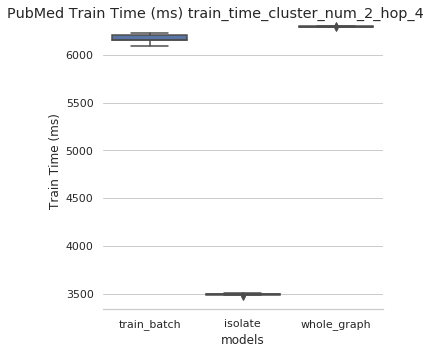 PubMed Train Time (ms) train_time_cluster_num_2_hop_4
6000
5500
5000
4500
4000
3500
Train Time (ms)
train_batch isolate whole_graph
models